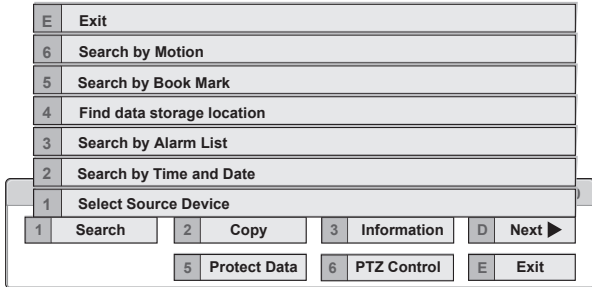 E Exit
6 Search by Motion
5 Search by Book Mark
4 Find data storage location
3 Search by Alarm List
2 Search by Time and Date
1 Select Source Device
1 Search 2 Copy 3 Information D Next ▶
5 Protect Data 6 PTZ Control E Exit